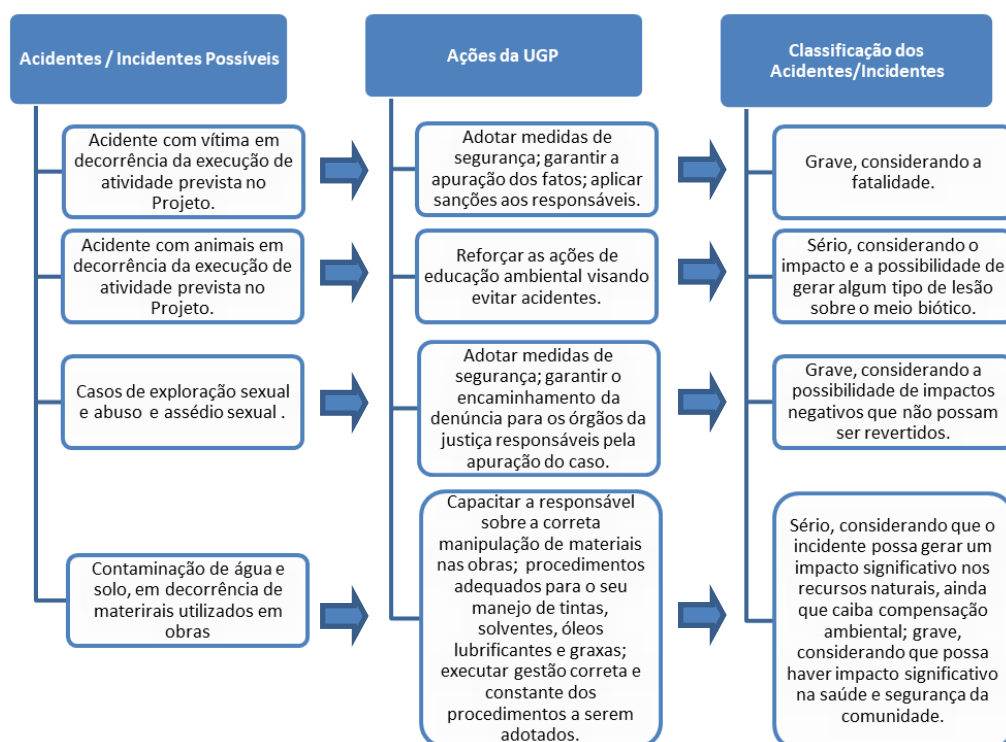 Acidentes / Incidentes Possíveis
Ações da UGP
Classificação dos
Acidentes/Incidentes
Acidente com vítima em
decorrência da execução de
atividade prevista no
Projeto.
Adotar medidas de
segurança; garantir a
apuração dos fatos; aplicar
sanções aos responsáveis.
Grave, considerando a
fatalidade.
Acidente com animais em
decorrência da execução de
atividade prevista no
Projeto.
Reforçar as ações de
educação ambiental visando
evitar acidentes.
Sério, considerando o
impacto e a possibilidade de
gerar algum tipo de lesão
sobre o meio biótico.
Casos de exploração sexual
e abuso e assédio sexual .
Adotar medidas de
segurança; garantir o
encaminhamento da
denúncia para os órgãos da
justiça responsáveis pela
apuração do caso.
Grave, considerando a
possibilidade de impactos
negativos que não possam
ser revertidos.
Contaminação de água e
solo, em decorrência de
materirais utilizados em
obras
Capacitar a responsável
sobre a correta
manipulação de materiais
nas obras; procedimentos
adequados para o seu
manejo de tintas,
solventes, óleos
lubrificantes e graxas;
executar gestão correta e
constante dos
procedimentos a serem
adotados.
Sério, considerando que o
incidente possa gerar um
impacto significativo nos
recursos naturais, ainda
que caiba compensação
ambiental; grave,
considerando que possa
haver impacto significativo
na saúde e segurança da
comunidade.